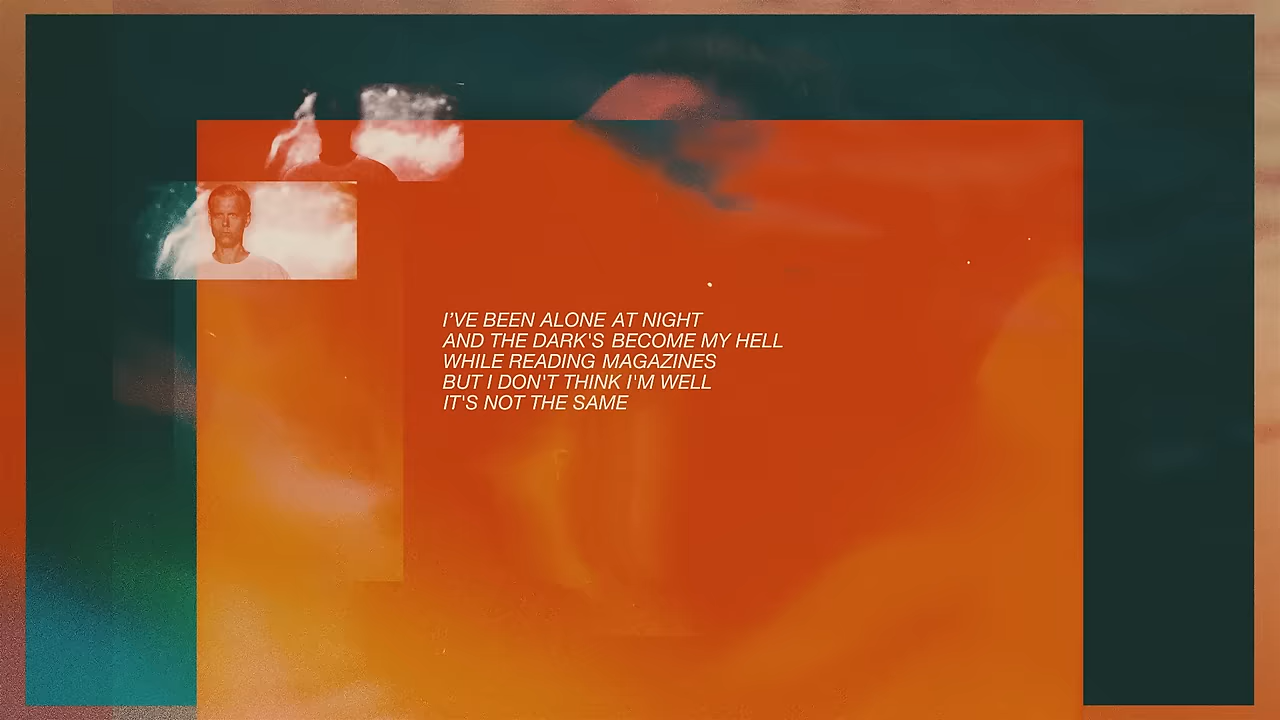 I'VE BEEN ALONE AT NIGHT
AND THE DARK'S BECOME MY HELL
WHILE READING MAGAZINES
BUT I DON'T THINK I'M WELL
IT'S NOT THE SAME